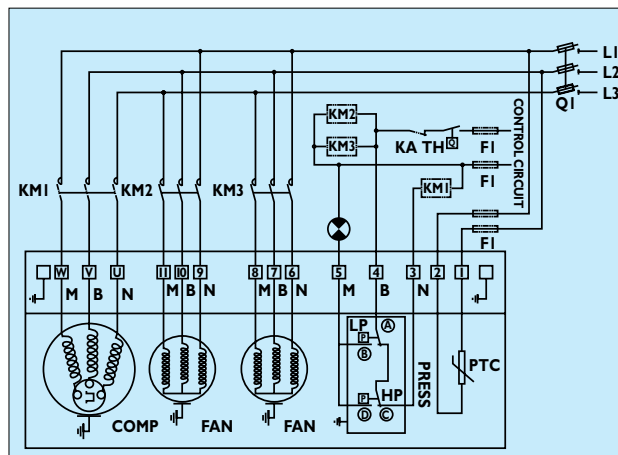 L1
L2
L3
Q1
KM2
KM3
KA TH
Q
F1
F1
F1
CONTROL CIRCUIT
KM1
KM1
KM2
KM3
W V U 11 10 9 8 7 6 5 4 3 2 1
M B N M B N M B N M B N
LP
P
A
B
PRESS
PTC
HP
P
D C
COMP FAN FAN